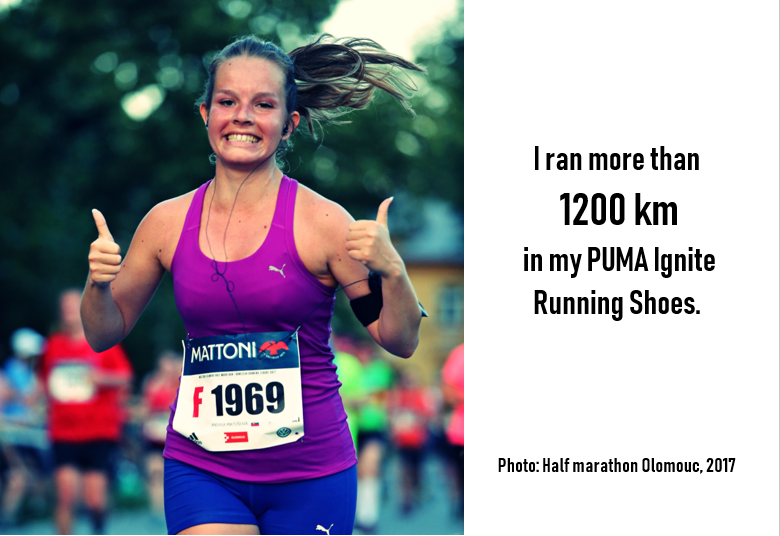 I ran more than
1200 km
in my PUMA Ignite
Running Shoes.
MATTONI
F 1969
Photo: Half marathon Olomouc, 2017